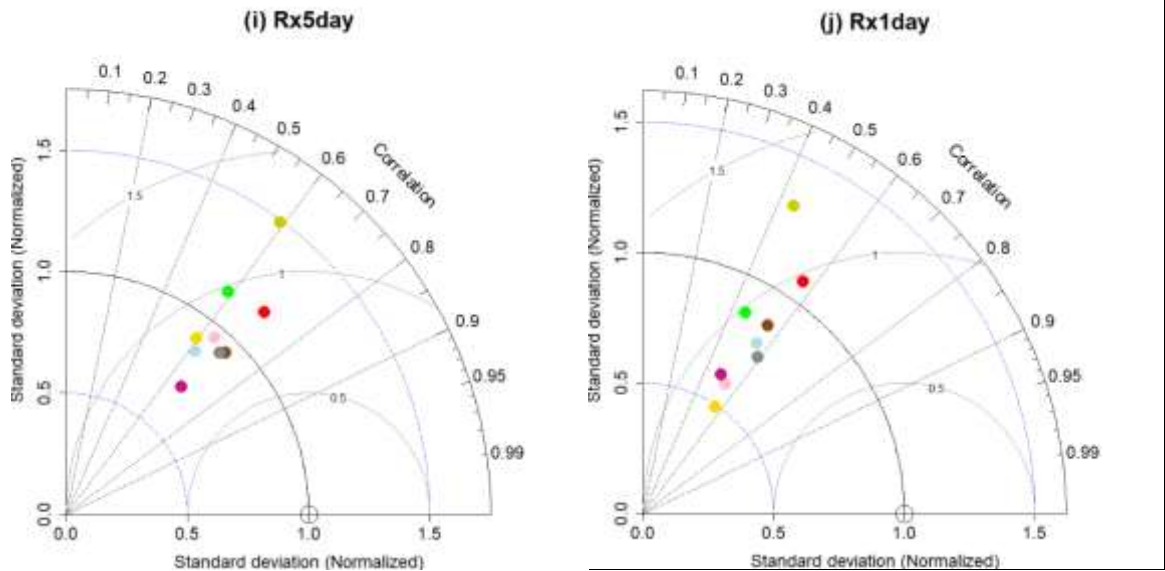 (i) Rx5day
0.1 0.2 0.3 0.4 0.5 0.6 0.7 0.8 0.9 0.95 0.99
Correlation
1.5
1
0.5
Standard deviation (Normalized)
1.5
1.0
0.5
0.0
0.0 0.5 1.0 1.5
Standard deviation (Normalized)
(j) Rx1day
0.1 0.2 0.3 0.4 0.5 0.6 0.7 0.8 0.9 0.95 0.99
Correlation
1.5
1
0.5
Standard deviation (Normalized)
1.5
1.0
0.5
0.0
0.0 0.5 1.0 1.5
Standard deviation (Normalized)